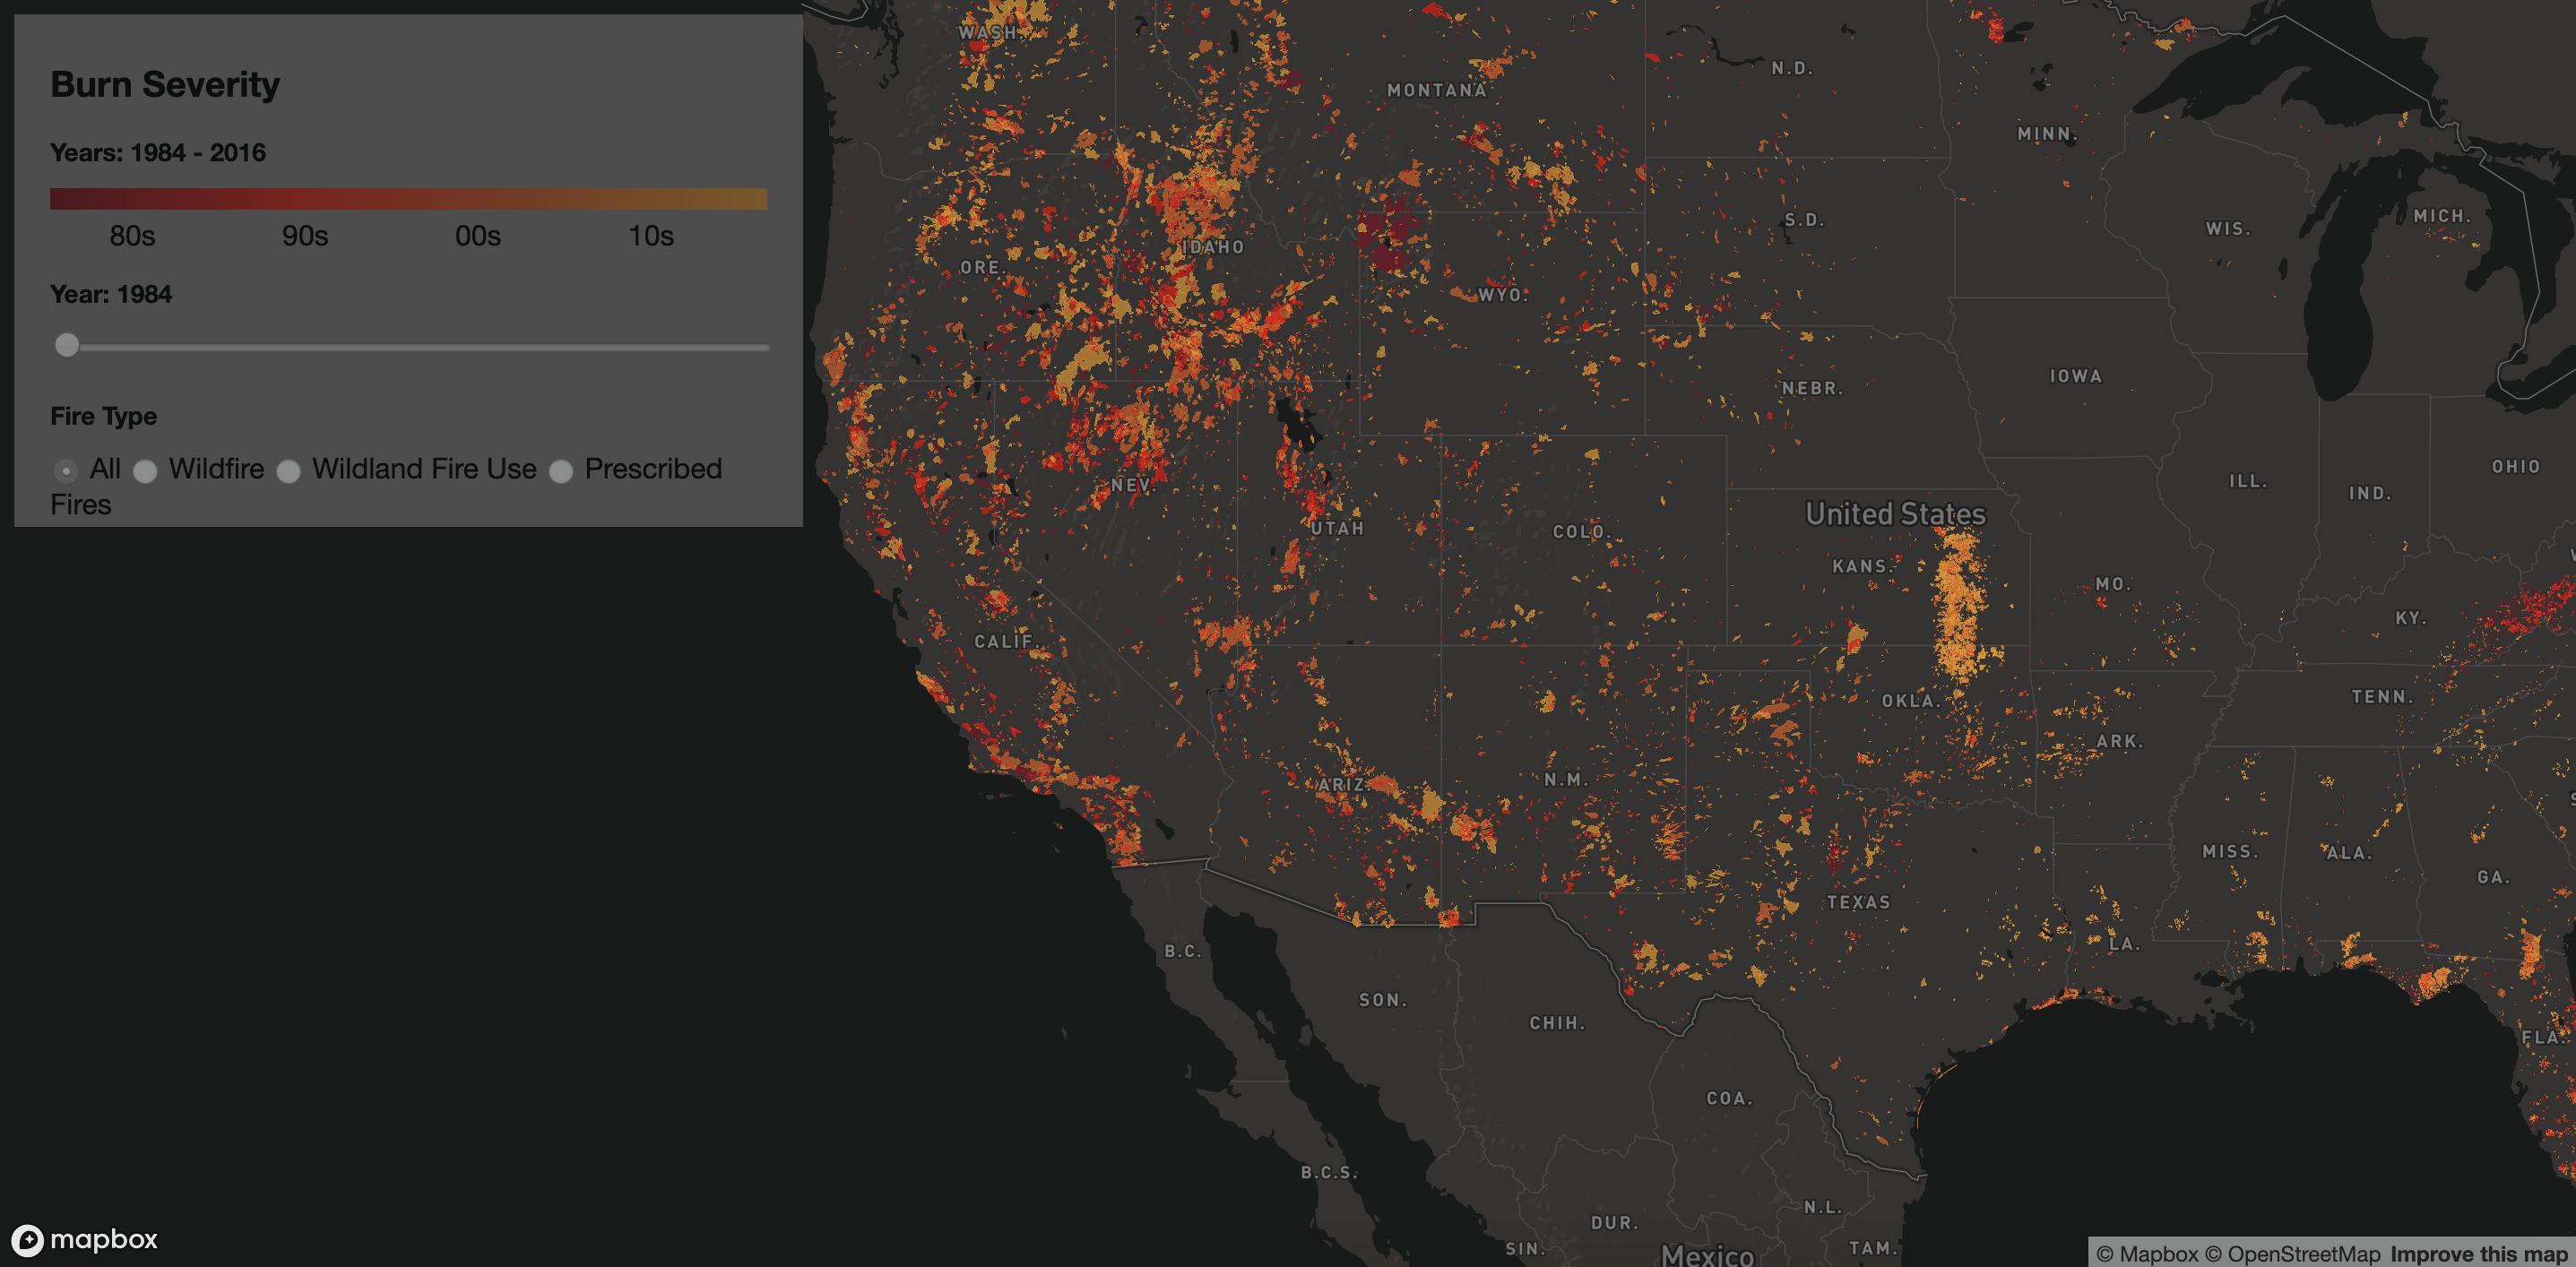 Burn Severity
Years: 1984 - 2016
80s 90s 00s 10s
Year: 1984
Fire Type
All Wildfire Wildland Fire Use Prescribed
Fires
WASH.
MONTANA
N.D.
MINN.
ORE.
IDAHO
WYO.
S.D.
WIS.
MICH.
NEBR.
IOWA
NEV.
UTAH
COLO.
United States
KANS.
ILL.
IND.
OHIO
CALIF.
MO.
KY.
ARIZ.
N.M.
OKLA.
ARK.
TENN.
TEXAS
MISS.
ALA.
GA.
LA.
FLA.
B.C.
SON.
CHIH.
COA.
B.C.S.
DUR.
N.L.
SIN.
Mexico
TAM.
mapbox
© Mapbox © OpenStreetMap Improve this map